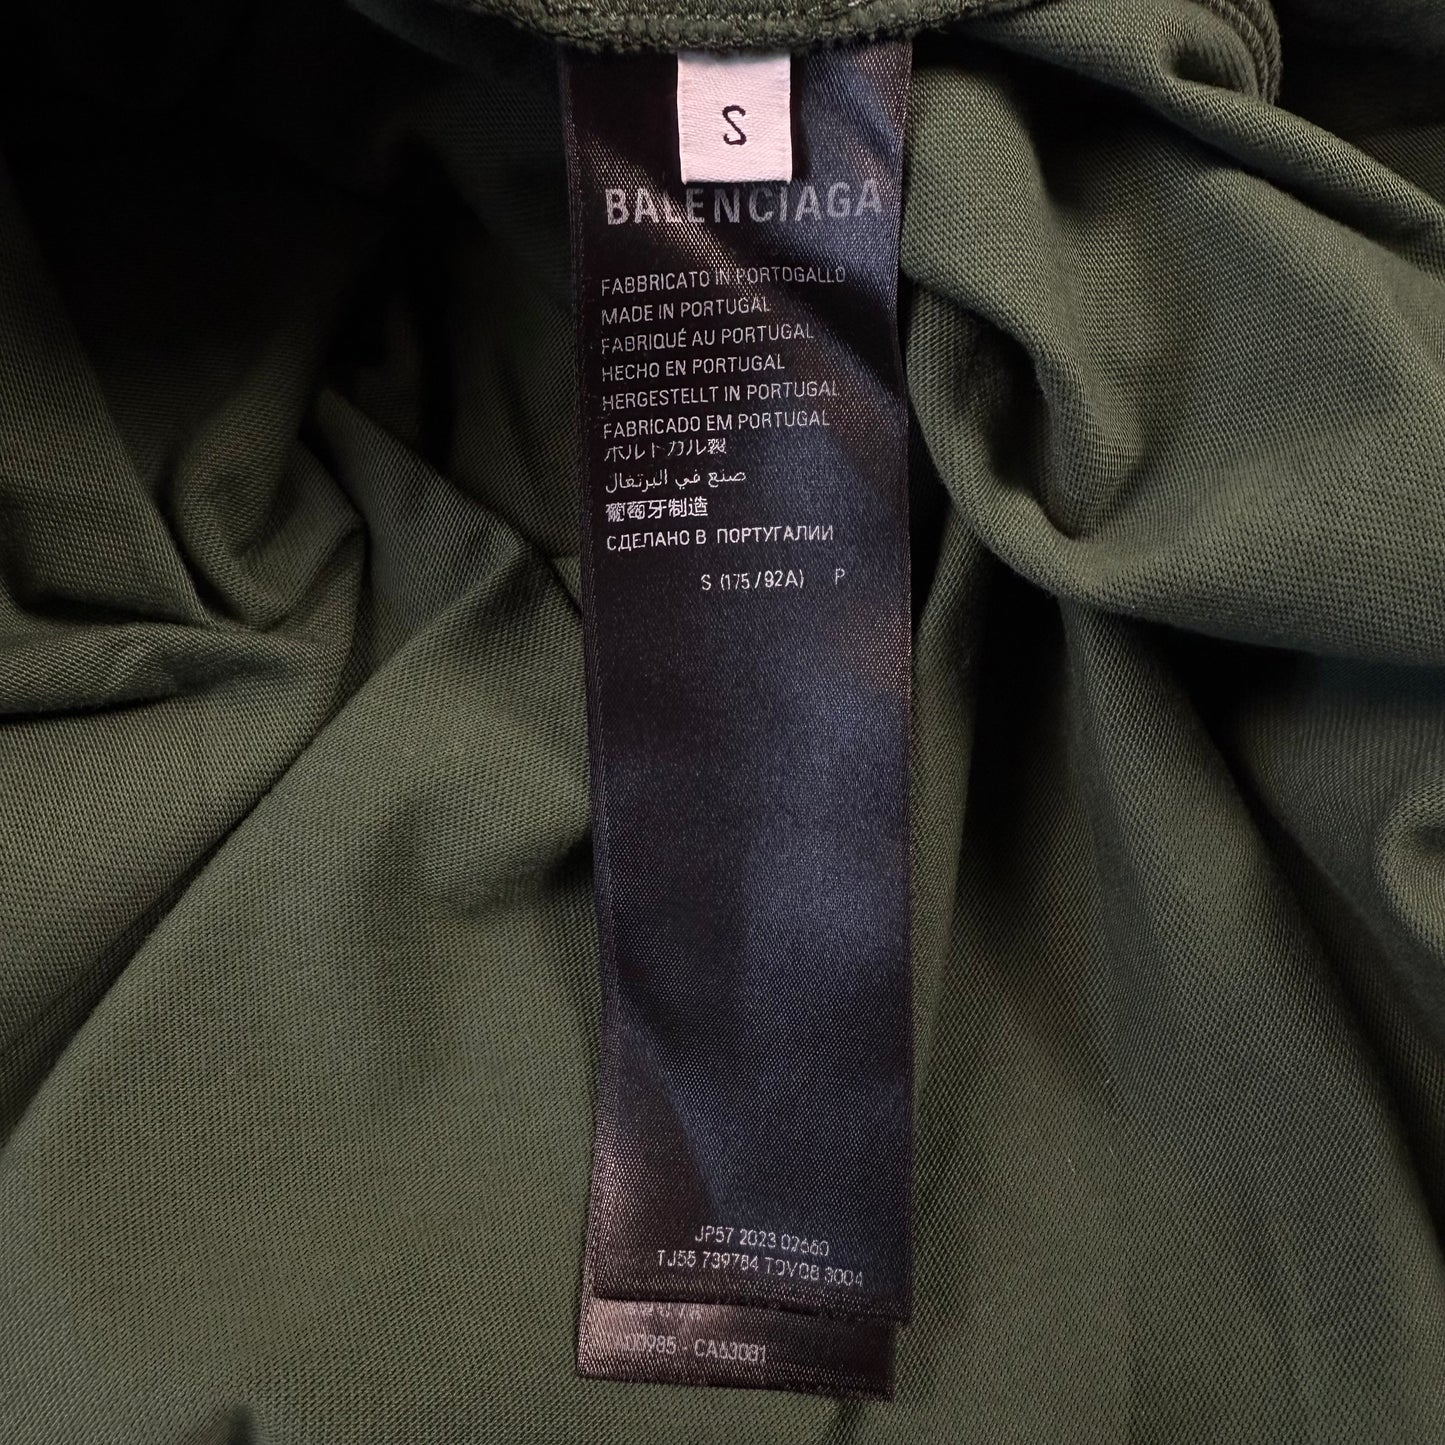 S
BALENCIAGA
FABBRICATO IN PORTOGALLO
MADE IN PORTUGAL
FABRIQUÉ AU PORTUGAL
HECHO EN PORTUGAL
HERGESTELLT IN PORTUGAL
FABRICADO EM PORTUGAL
ポルトガル製
صنع في البرتغال
葡萄牙制造
СДЕЛАНО В ПОРТУГАЛИИ
S (175/92A) P
JP57 2023 02660
TJ55 739784 TOVO8 3004
CA63081